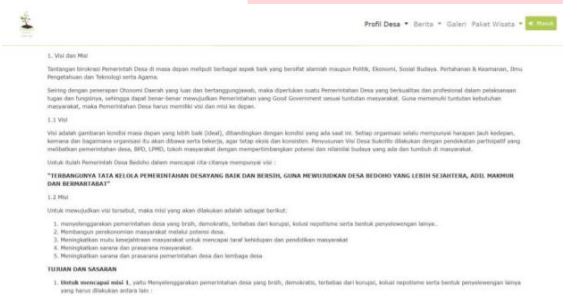 Profil Desa Berita Galeri Paket Wisata Masuk
1. Visi dan Misi
Tantangan birokrasi Pemerintah Desa di masa depan meliputi berbagai aspek baik yang bersifat alamiah maupun Politik, Ekonomi, Sosial Budaya. Pertahanan & Keamanan, Ilmu
Pengetahuan dan Teknologi serta Agama.
Seiring dengan penerapan Otonomi Daerah yang luas dan bertanggungjawab, maka diperlukan suatu Pemerintahan Desa yang berkualitas dan profesional dalam pelaksanaan
tugas dan fungsinya, sehingga dapat benar-benar mewujudkan Pemerintahan yang Good Government sesuai tuntutan masyarakat. Guna memenuhi tuntutan kebutuhan
masyarakat, maka Pemerintahan Desa harus memiliki visi dan misi ke depan.
1.1 Visi
Visi adalah gambaran kondisi masa depan yang lebih baik (ideal), dibandingkan dengan kondisi yang ada saat ini. Setiap organisasi selalu mempunyai harapan jauh kedepan,
kemana dan bagaimana organisasi itu akan dibawa serta bekerja, agar tetap eksis dan konsisten. Penyusunan Visi Desa Sukolilo dilakukan dengan pendekatan partisipatif yang
melibatkan pemerintahan desa, BPD, LPMD, tokoh masyarakat dengan mempertimbangkan potensi dan nilainilai budaya yang ada dan tumbuh di masyarakat.
Untuk itulah Pemerintah Desa Bedoho dalam mencapai cita-citanya mempunyai visi :
"TERBANGUNNYA TATA KELOLA PEMERINTAHAN DESAYANG BAIK DAN BERSIH, GUNA MEWUJUDKAN DESA BEDOHO YANG LEBIH SEJAHTERA, ADIL MAKMUR
DAN BERMARTABAT"
1.2 Misi
Untuk mewujudkan visi tersebut, maka misi yang akan dilakukan adalah sebagai berikut:
1. menyelenggarakan pemerintahan desa yang brsih, demokratis, terbebas dari korupsi, kolusi nepotisme serta bentuk penyelewengan lainya..
2. Membangun perekonomian masyarakat melalui potensi desa.
3. Meningkatkan mutu kesejahtraan masyarakat untuk mencapai taraf kehidupan dan pendidikan masyarakat
4. Meningkatkan sarana dan prasarana masyarakat.
5. Meningkatkan sarana dan prasarana pemerintahan desa dan lembaga desa
TUJUAN DAN SASARAN
1. Untuk mencapai misi 1, yaitu Menyelenggarakan pemerintahan desa yang brsih, demokratis, terbebas dari korupsi, kolusi nepotisme serta bentuk penyelewengan lainya
yang harus dilakukan antara lain :